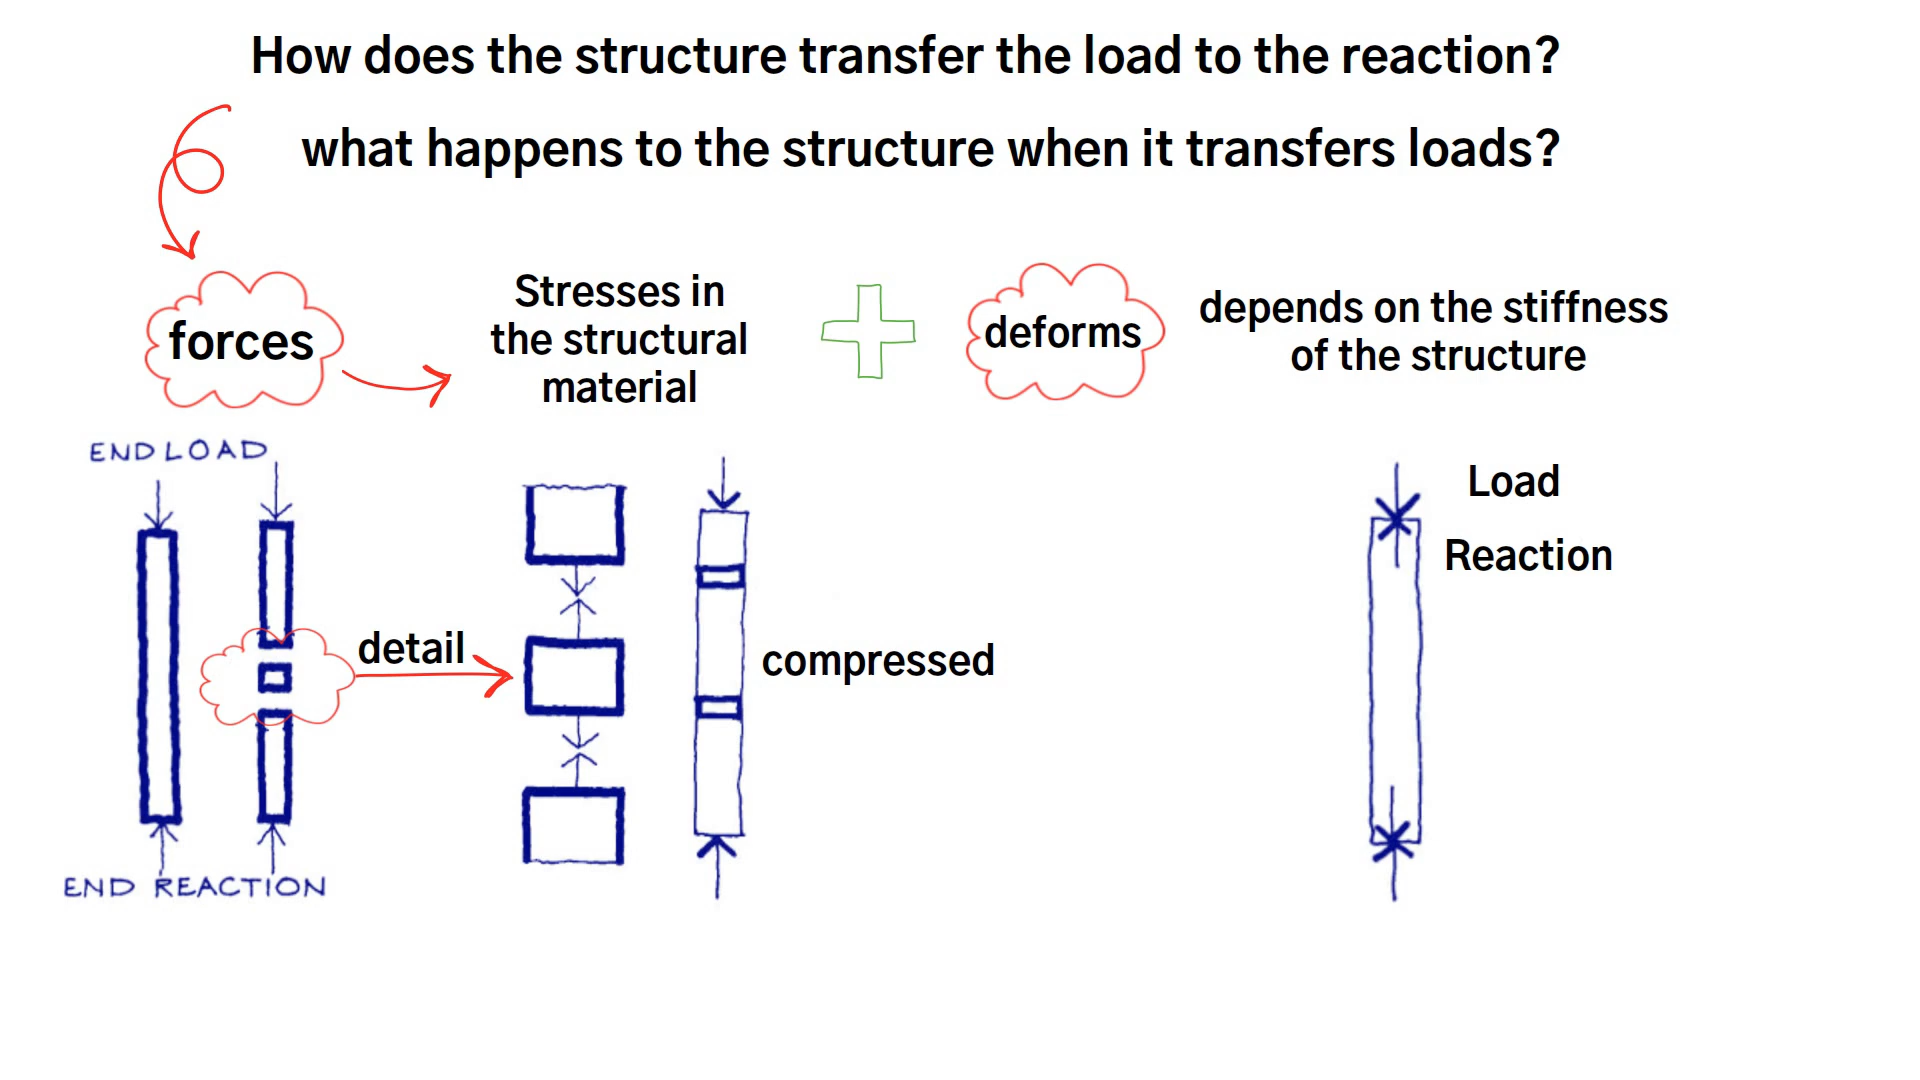 How does the structure transfer the load to the reaction?
what happens to the structure when it transfers loads?
forces
Stresses in
the structural
material
deforms
depends on the stiffness
of the structure
END LOAD
END REACTION
detail
compressed
Load
Reaction